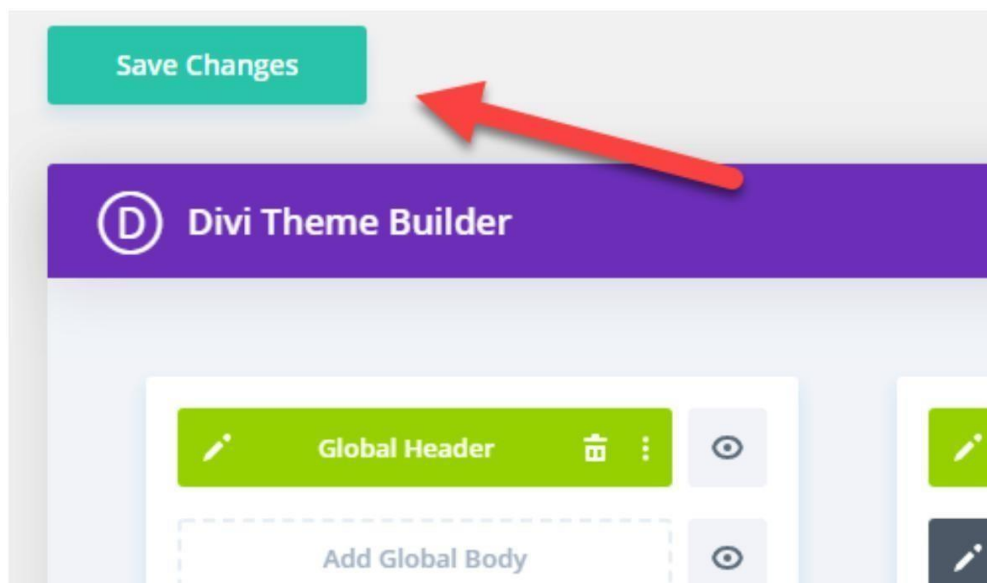 Save Changes
D Divi Theme Builder
Global Header
Add Global Body